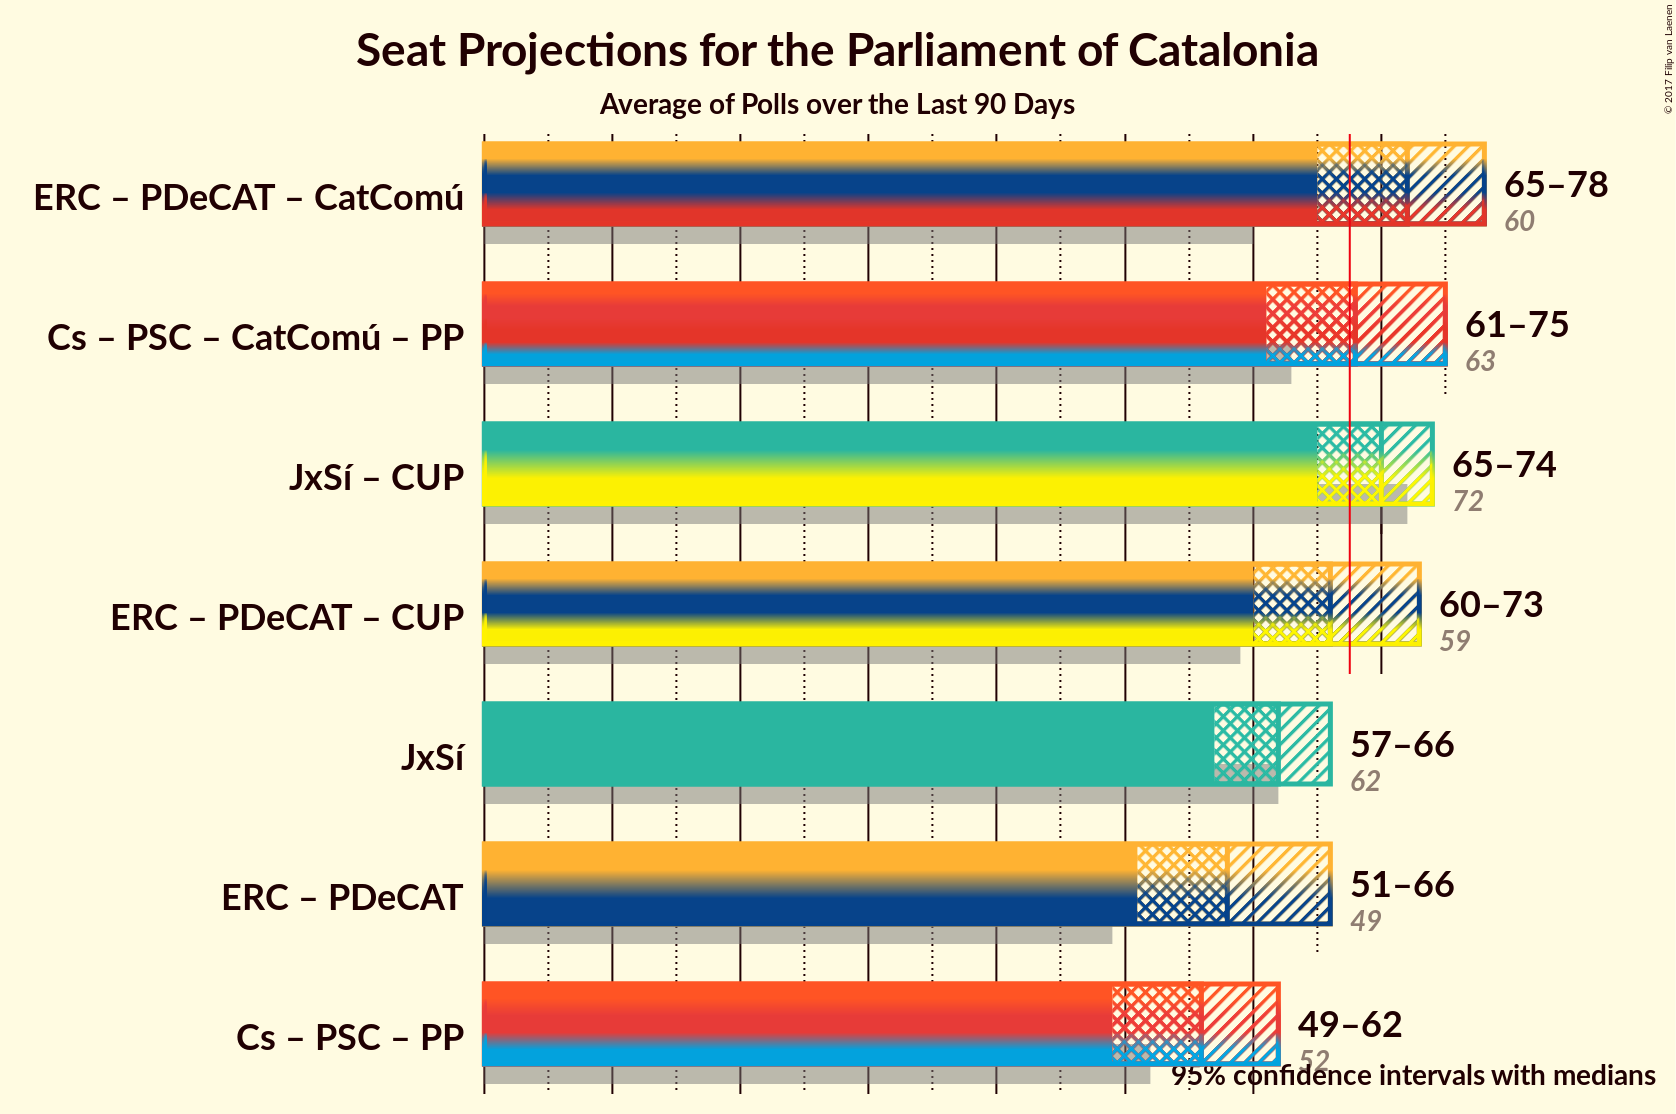 Seat Projections for the Parliament of Catalonia
Average of Polls over the Last 90 Days
© 2017 Filip van Laenen
ERC – PDeCAT – CatComú
65–78
60
Cs – PSC – CatComú – PP
61–75
63
JxSí – CUP
65–74
72
ERC – PDeCAT – CUP
60–73
59
JxSí
57–66
62
ERC – PDeCAT
51–66
49
Cs – PSC – PP
49–62
52
95% confidence intervals with medians